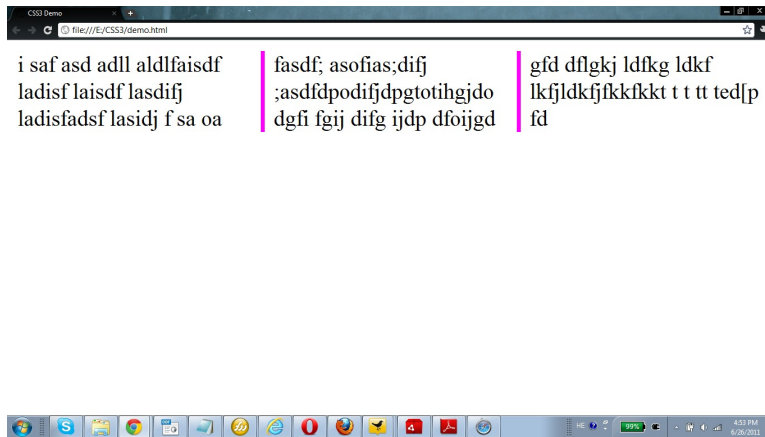 CSS3 Demo
file:///E:/CSS3/demo.html
i saf asd adll aldlfaisdf
ladisf laisdf lasdifj
ladisfadsf lasidj f sa oa
fasdf; asofias;difj
;asdfdpodifjdpgtotihgjdo
dgfi fgij difg ijdp dfoijgd
gfd dflgkj ldfkg ldkf
lkfjldkfjfkkfkkt t t tt ted[p
fd
HE
99%
4:53 PM
6/26/2011